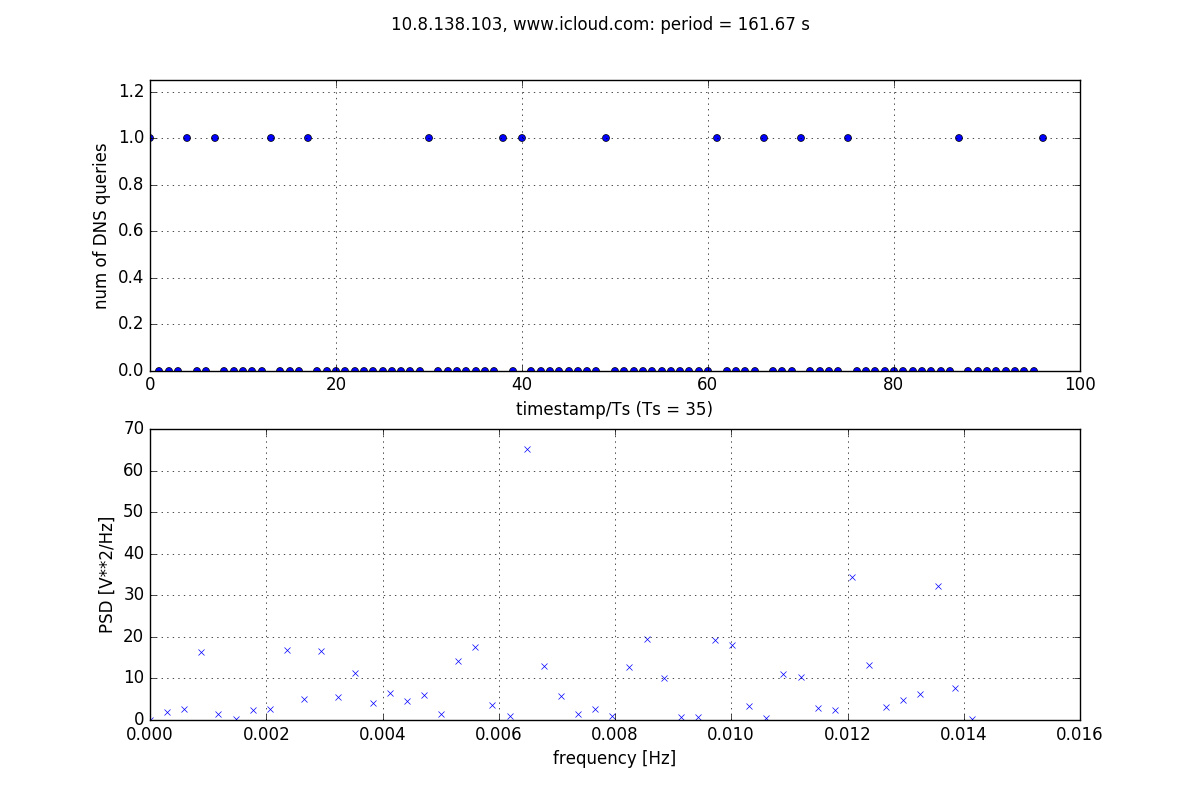 10.8.138.103, www.icloud.com: period = 161.67 s
1.2
1.0
0.8
0.6
0.4
0.2
0.0
num of DNS queries
0 20 40 60 80 100
timestamp/Ts (Ts = 35)
70
60
50
40
30
20
10
0
PSD [V**2/Hz]
0.000 0.002 0.004 0.006 0.008 0.010 0.012 0.014 0.016
frequency [Hz]